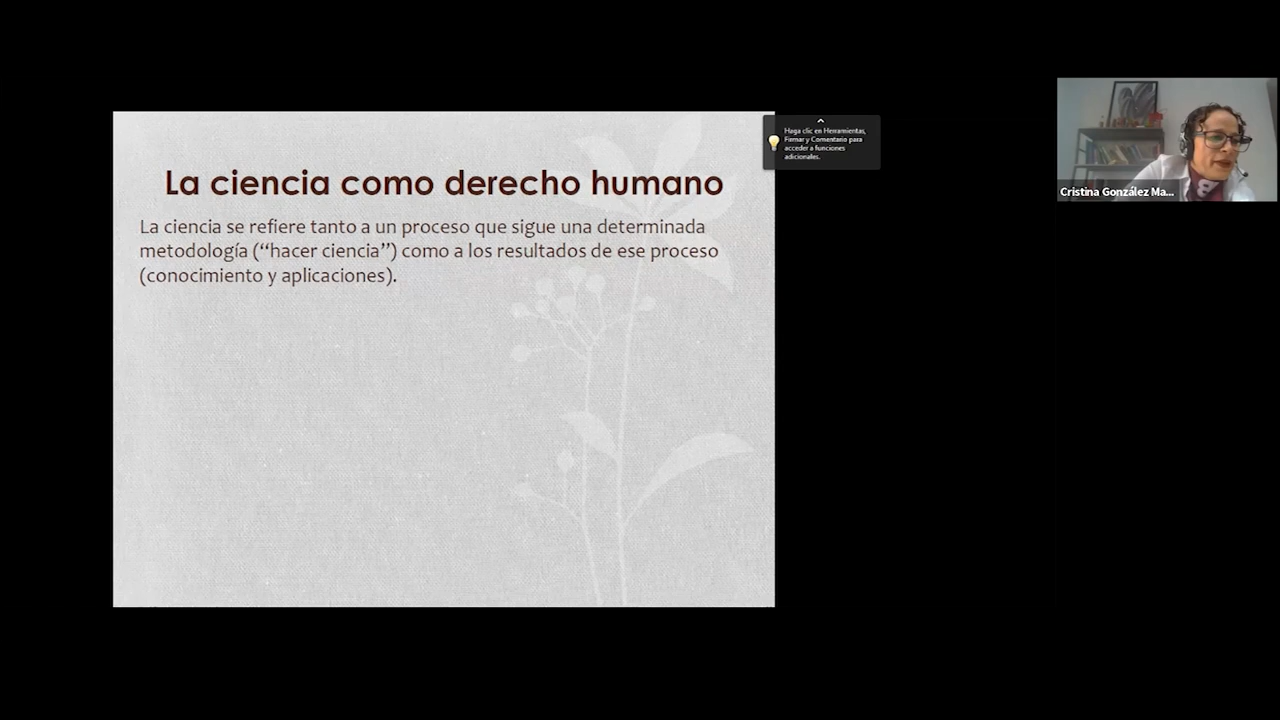 La ciencia como derecho humano
La ciencia se refiere tanto a un proceso que sigue una determinada
metodología (“hacer ciencia”) como a los resultados de ese proceso
(conocimiento y aplicaciones).
Haga clic en Herramientas,
Firmar y Comentario para
acceder a funciones
adicionales.
Cristina González Ma...